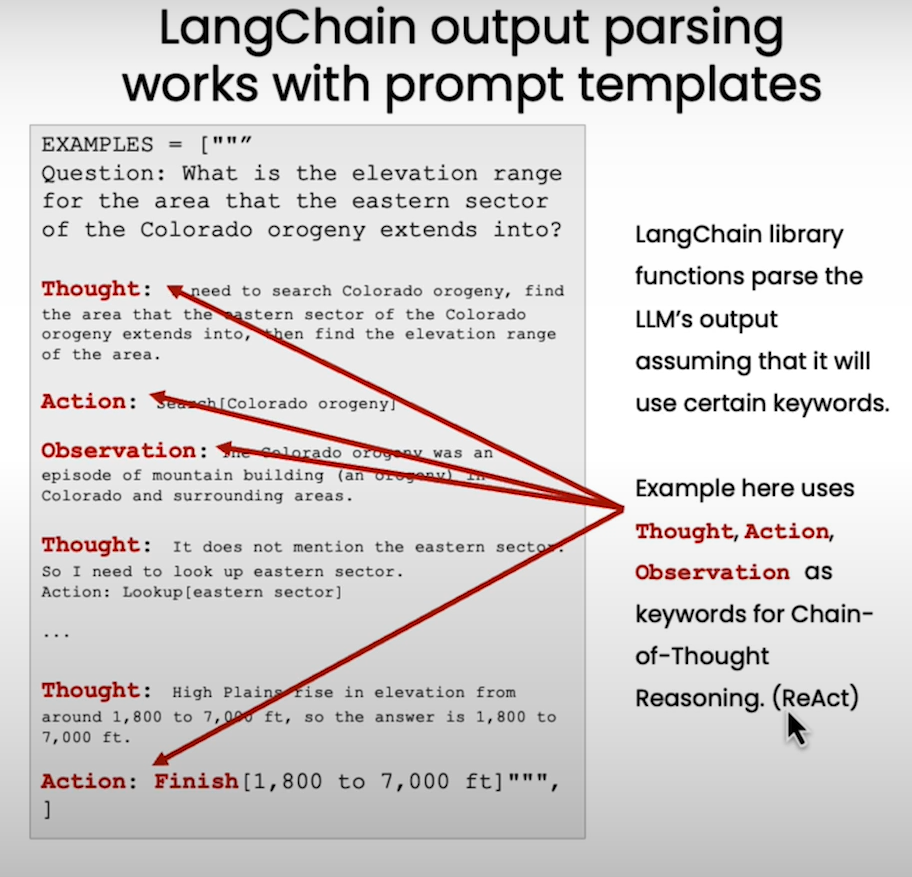 LangChain output parsing
works with prompt templates
EXAMPLES = ["""
Question: What is the elevation range
for the area that the eastern sector
of the Colorado orogeny extends into?
Thought: need to search Colorado orogeny, find
the area that the eastern sector of the Colorado
orogeny extends into, then find the elevation range
of the area.
Action: Search[Colorado orogeny]
Observation: The Colorado orogeny was an
episode of mountain building (an orogeny) in
Colorado and surrounding areas.
Thought: It does not mention the eastern sector.
So I need to look up eastern sector.
Action: Lookup[eastern sector]
...
Thought: High Plains rise in elevation from
around 1,800 to 7,000 ft, so the answer is 1,800 to
7,000 ft.
Action: Finish[1,800 to 7,000 ft]""",
]
LangChain library
functions parse the
LLM's output
assuming that it will
use certain keywords.
Example here uses
Thought, Action,
Observation as
keywords for Chain-
of-Thought
Reasoning. (ReAct)